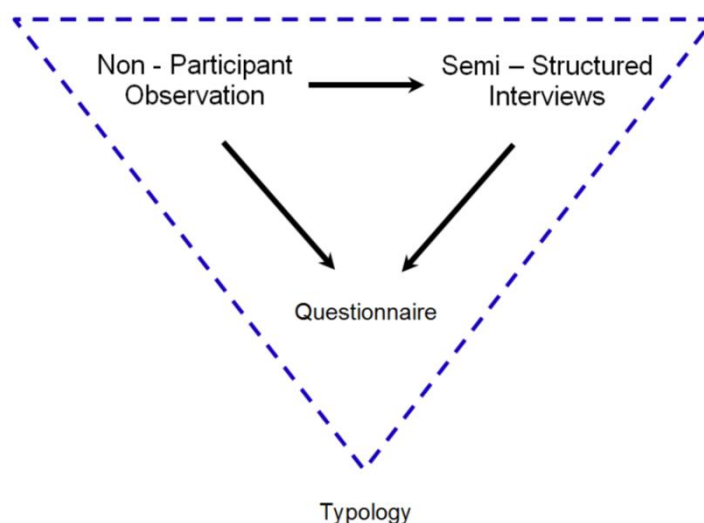 Non - Participant
Observation
Semi – Structured
Interviews
Questionnaire
Typology